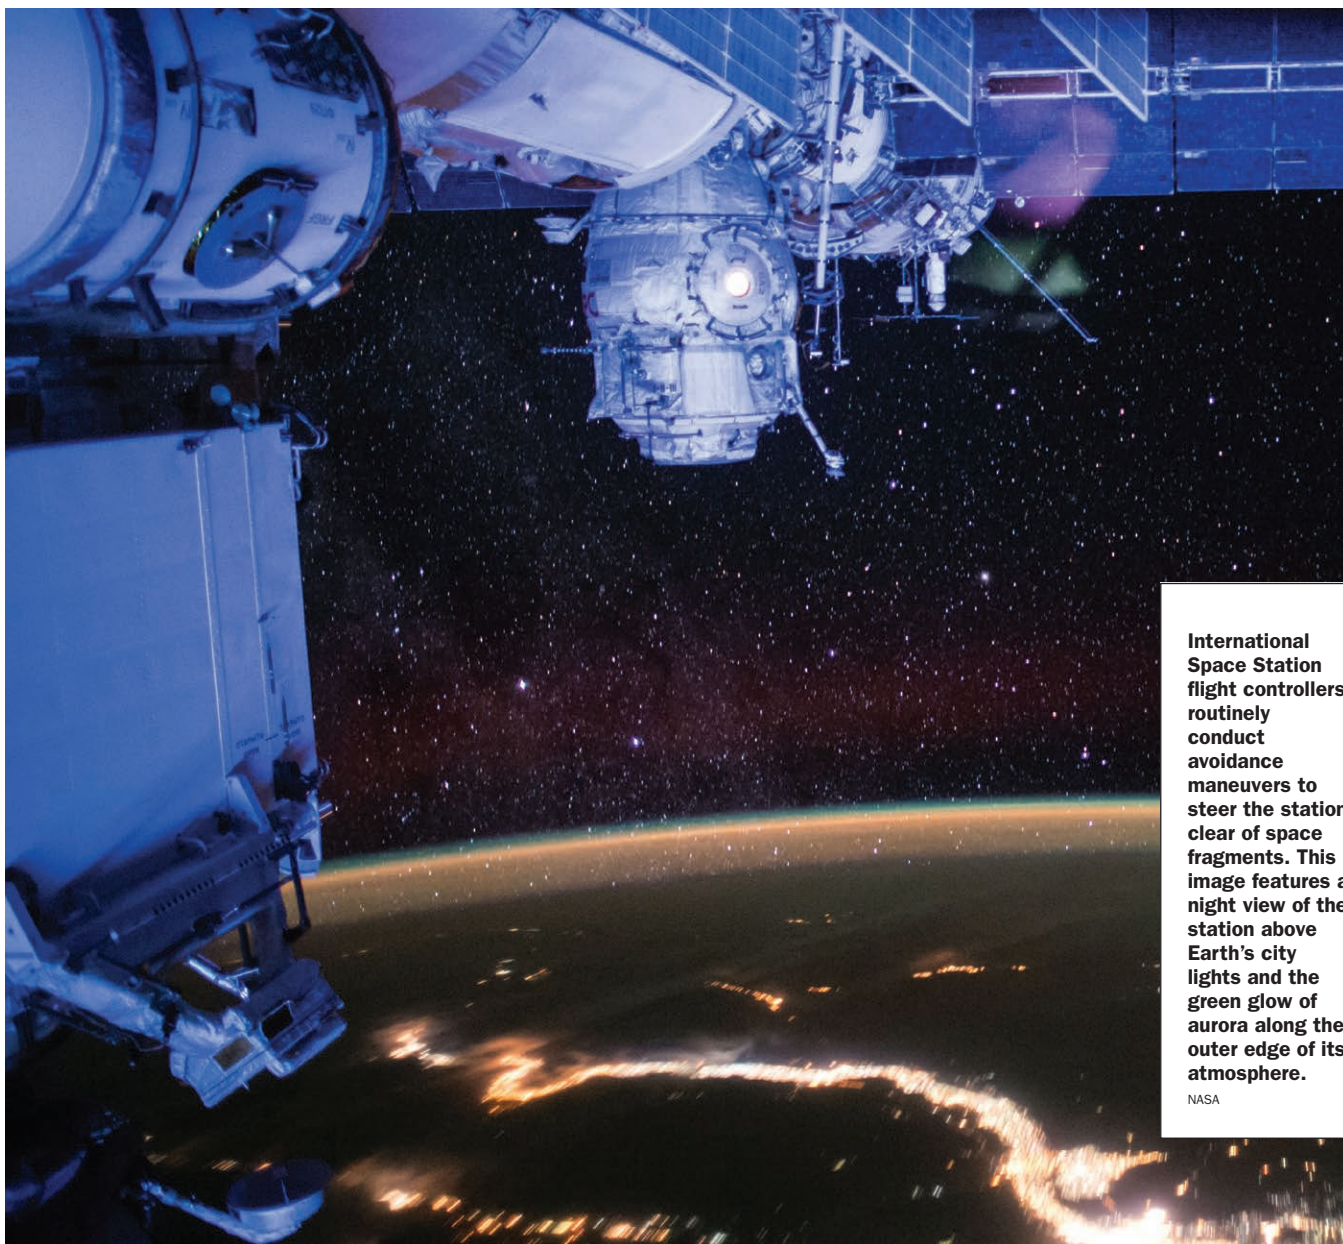 International
Space Station
flight controllers
routinely
conduct
avoidance
maneuvers to
steer the station
clear of space
fragments. This
image features a
night view of the
station above
Earth’s city
lights and the
green glow of
aurora along the
outer edge of its
atmosphere.
NASA